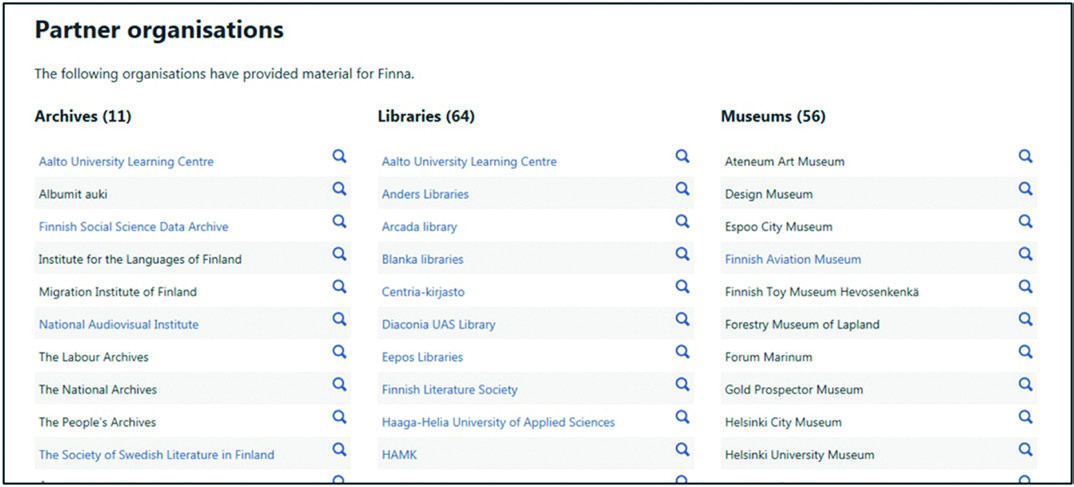 Partner organisations
The following organisations have provided material for Finna.
Archives (11)
Aalto University Learning Centre
Albumit auki
Finnish Social Science Data Archive
Institute for the Languages of Finland
Migration Institute of Finland
National Audiovisual Institute
The Labour Archives
The National Archives
The People's Archives
The Society of Swedish Literature in Finland
Libraries (64)
Aalto University Learning Centre
Anders Libraries
Arcada library
Blanka libraries
Centria-kirjasto
Diaconia UAS Library
Eepos Libraries
Finnish Literature Society
Haaga-Helia University of Applied Sciences
HAMK
Museums (56)
Ateneum Art Museum
Design Museum
Espoo City Museum
Finnish Aviation Museum
Finnish Toy Museum Hevosenkenkä
Forestry Museum of Lapland
Forum Marinum
Gold Prospector Museum
Helsinki City Museum
Helsinki University Museum